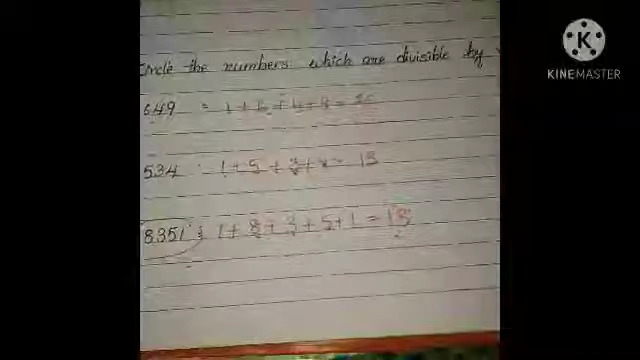 Circle the numbers which are divisible by
KINEMASTER
649 = 1 + 6 + 4 + 9 = 20
534 1 + 5 + 3 + 4 = 13
8351 1 + 8 + 3 + 5 + 1 = 18